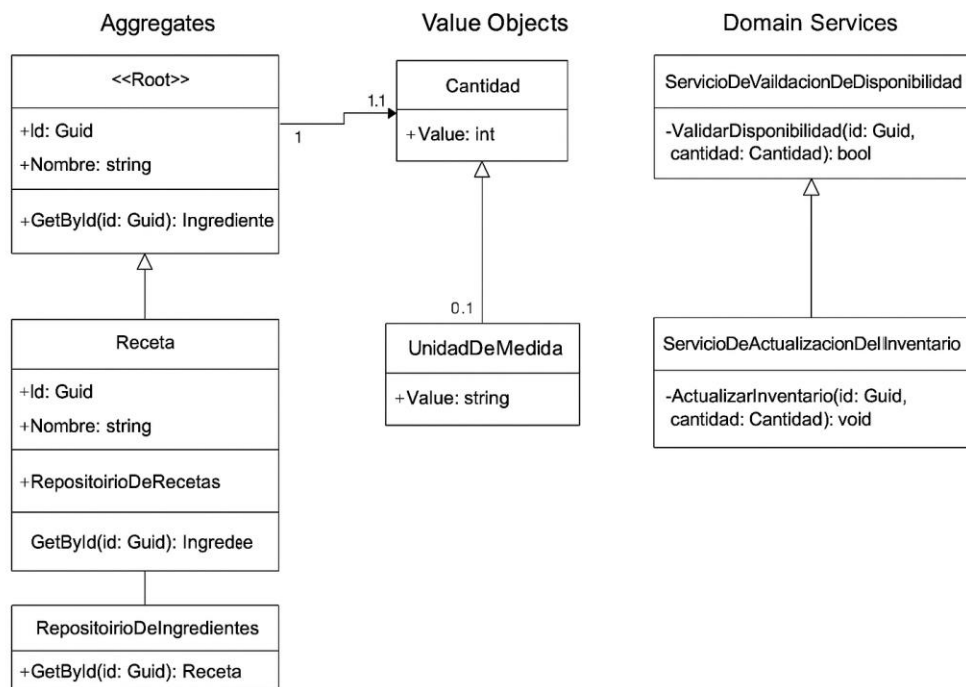 Aggregates
<<Root>>
+Id: Guid
+Nombre: string
+GetById(id: Guid): Ingrediente
Receta
+Id: Guid
+Nombre: string
+RepositoirioDeRecetas
GetById(id: Guid): Ingredee
RepositoirioDeIngredientes
+GetById(id: Guid): Receta
1
1.1
Value Objects
Cantidad
+Value: int
0.1
UnidadDeMedida
+Value: string
Domain Services
ServicioDeVaildacionDeDisponibilidad
-ValidarDisponibilidad(id: Guid,
cantidad: Cantidad): bool
ServicioDeActualizacionDelInventario
-ActualizarInventario(id: Guid,
cantidad: Cantidad): void